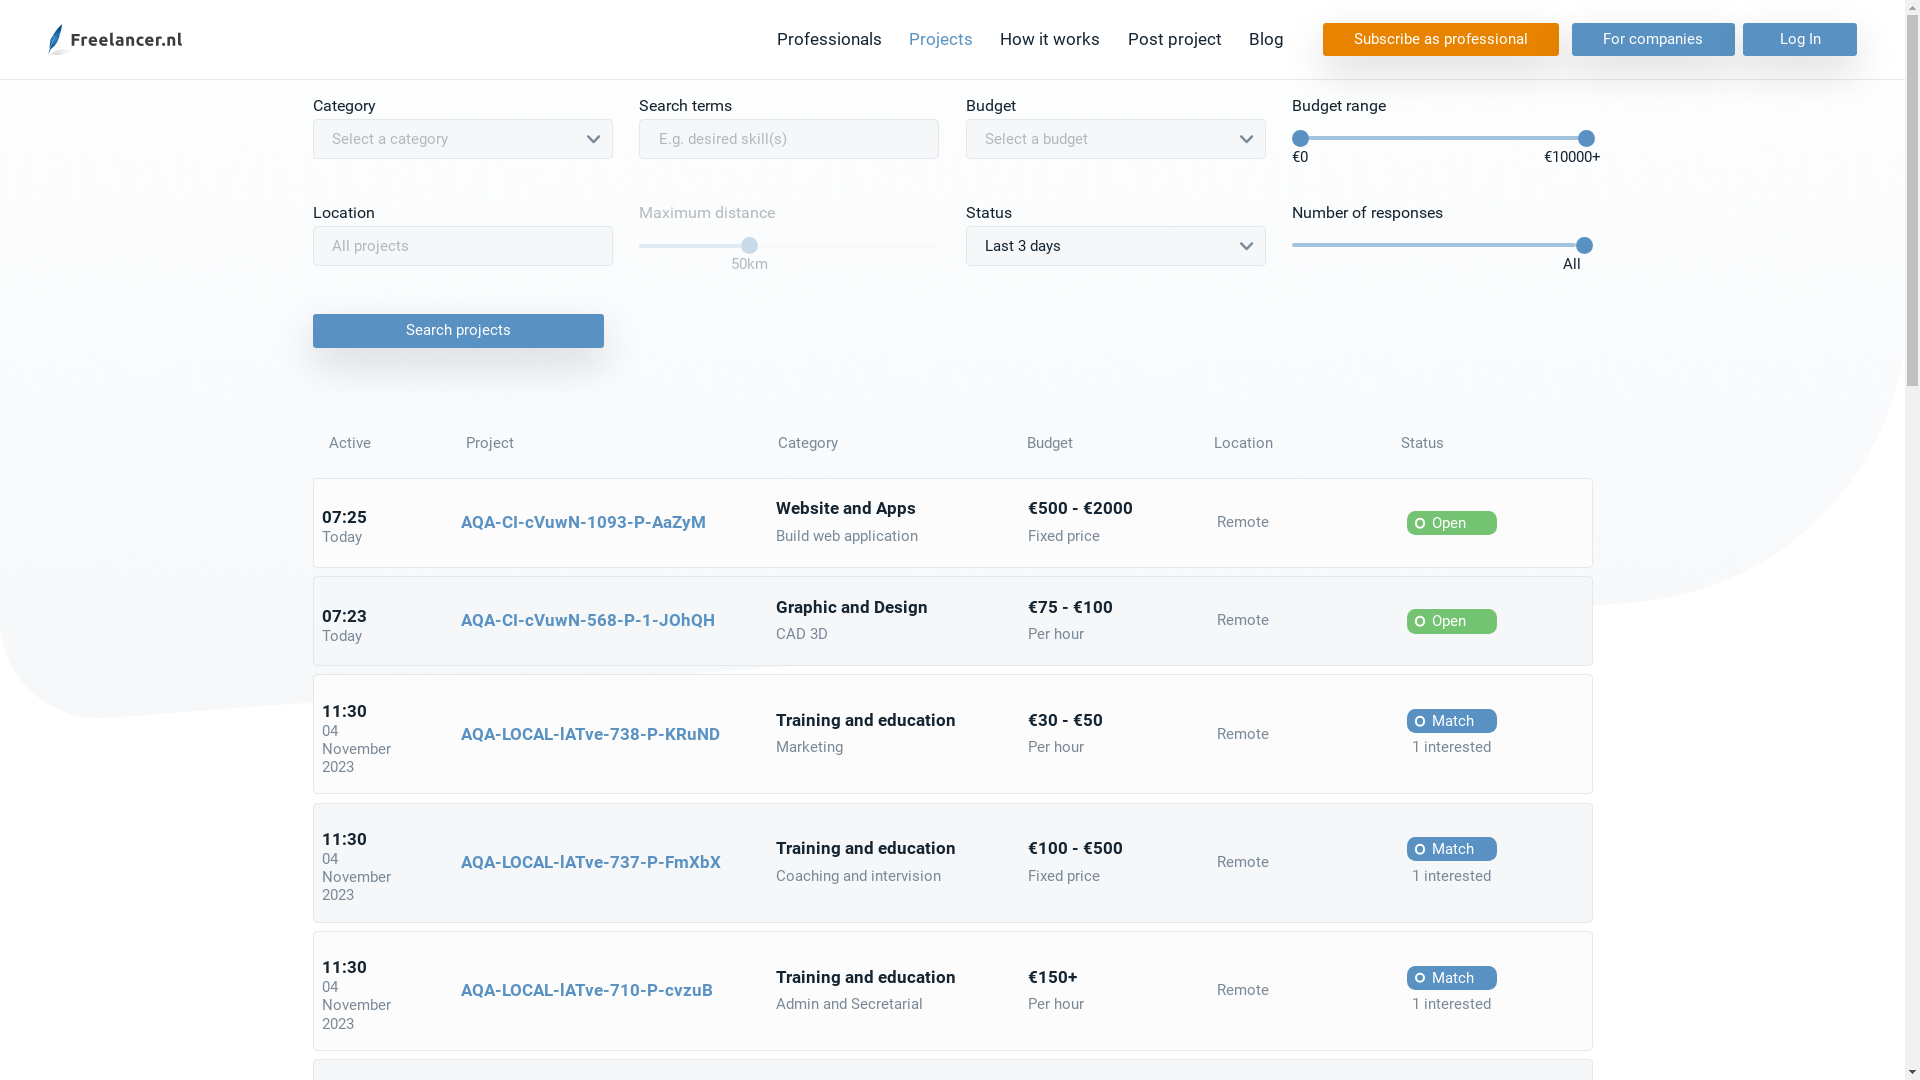 Freelancer.nl
Professionals Projects How it works Post project Blog Subscribe as professional For companies Log In
Category Search terms Budget Budget range
Select a category E.g. desired skill(s) Select a budget
€0 €10000+
Location Maximum distance Status Number of responses
All projects Last 3 days
50km All
Search projects
Active Project Category Budget Location Status
07:25
Today
AQA-CI-cVuwN-1093-P-AaZyM
Website and Apps
Build web application
€500 - €2000
Fixed price
Remote
Open
07:23
Today
AQA-CI-cVuwN-568-P-1-JOhQH
Graphic and Design
CAD 3D
€75 - €100
Per hour
Remote
Open
11:30
04
November
2023
AQA-LOCAL-lATve-738-P-KRuND
Training and education
Marketing
€30 - €50
Per hour
Remote
Match
1 interested
11:30
04
November
2023
AQA-LOCAL-lATve-737-P-FmXbX
Training and education
Coaching and intervision
€100 - €500
Fixed price
Remote
Match
1 interested
11:30
04
November
2023
AQA-LOCAL-lATve-710-P-cvzuB
Training and education
Admin and Secretarial
€150+
Per hour
Remote
Match
1 interested